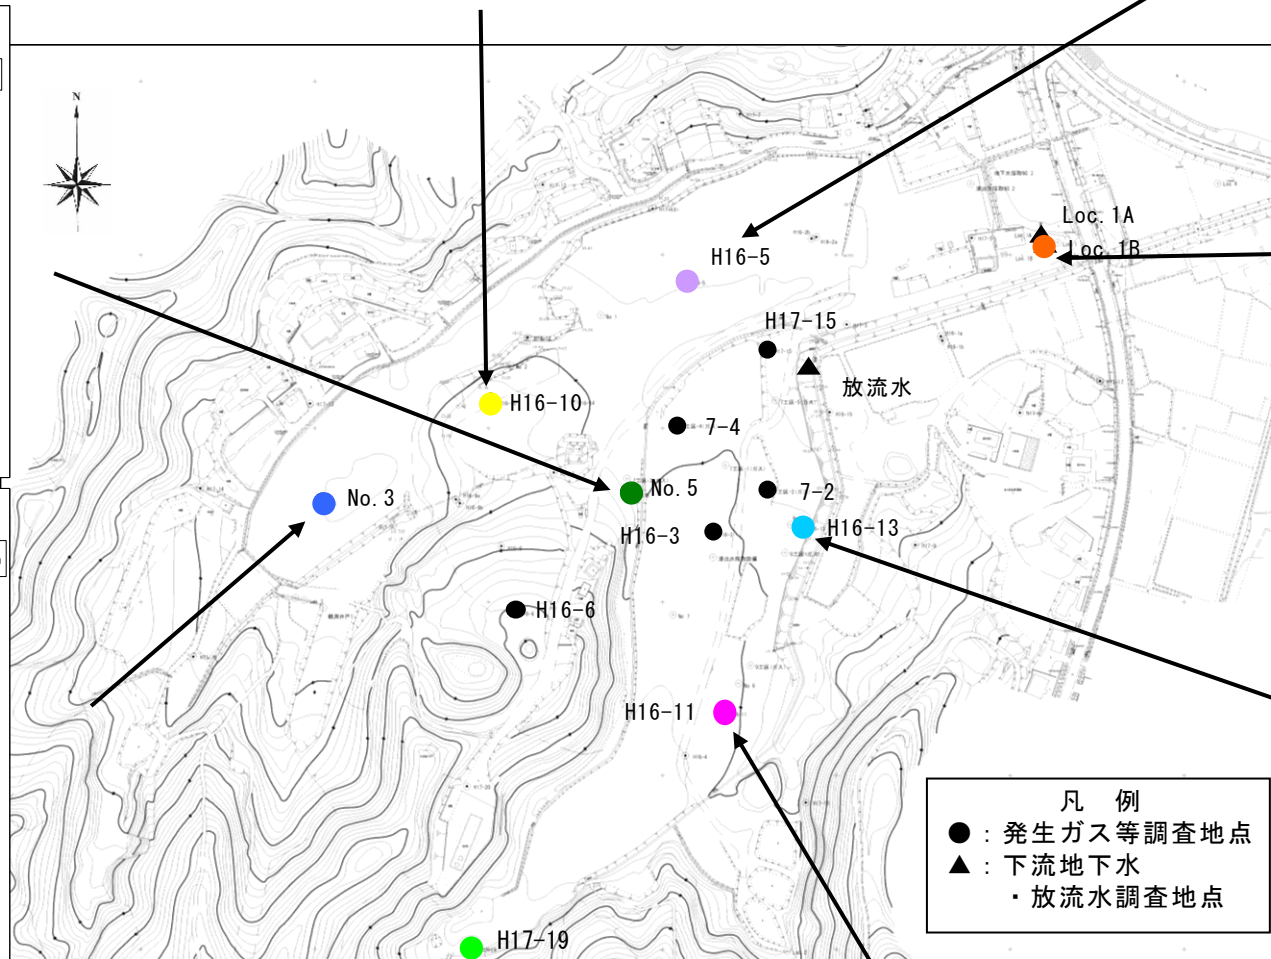 N
Loc.1A
Loc.1B
H16-5
H17-15
放流水
H16-10
7-4
No.3
No.5
7-2
H16-3
H16-13
H16-6
H16-11
H17-19
凡 例
●：発生ガス等調査地点
▲：下流地下水
・放流水調査地点